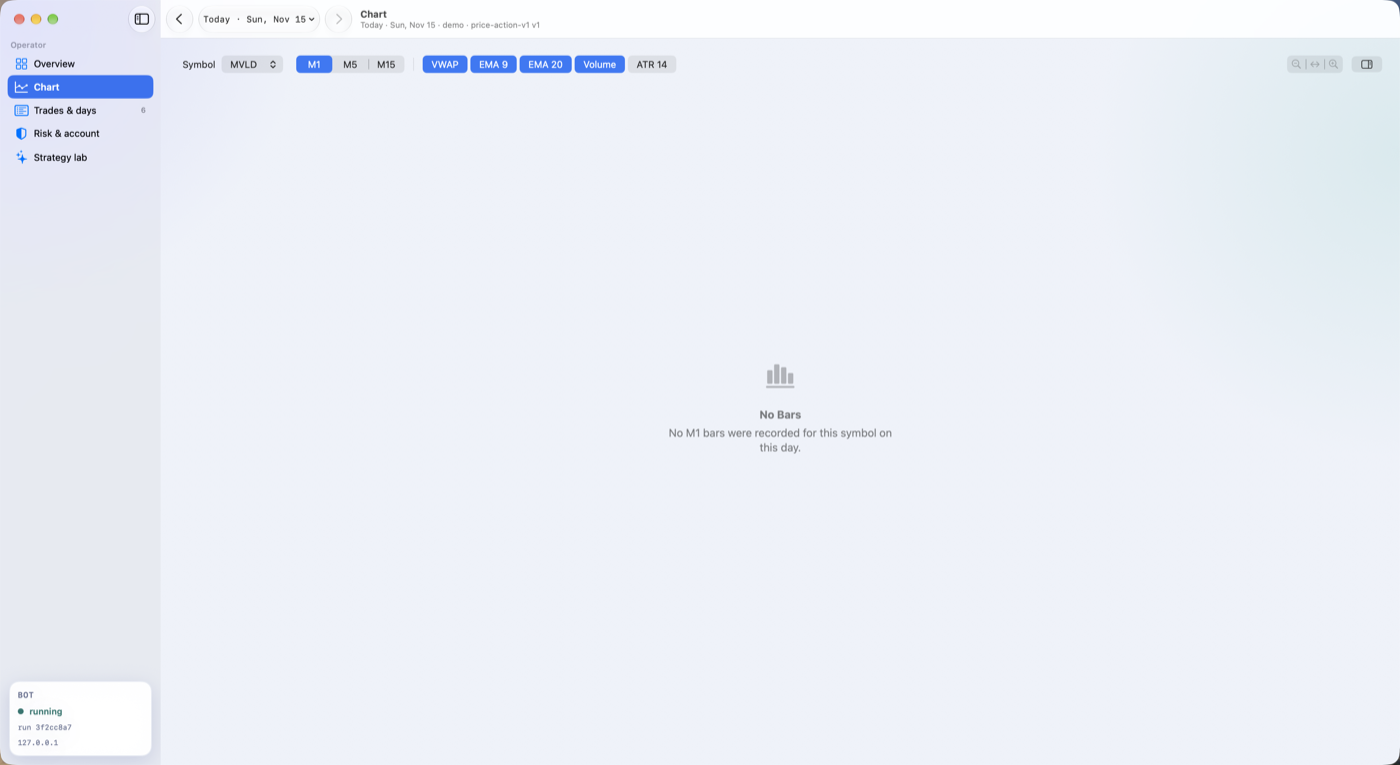 Today · Sun, Nov 15
Chart
Today · Sun, Nov 15 · demo · price-action-v1 v1
Operator
Overview
Chart
Trades & days 6
Risk & account
Strategy lab
Symbol MVLD M1 M5 M15 VWAP EMA 9 EMA 20 Volume ATR 14
No Bars
No M1 bars were recorded for this symbol on
this day.
BOT
running
run 3f2cc8a7
127.0.0.1